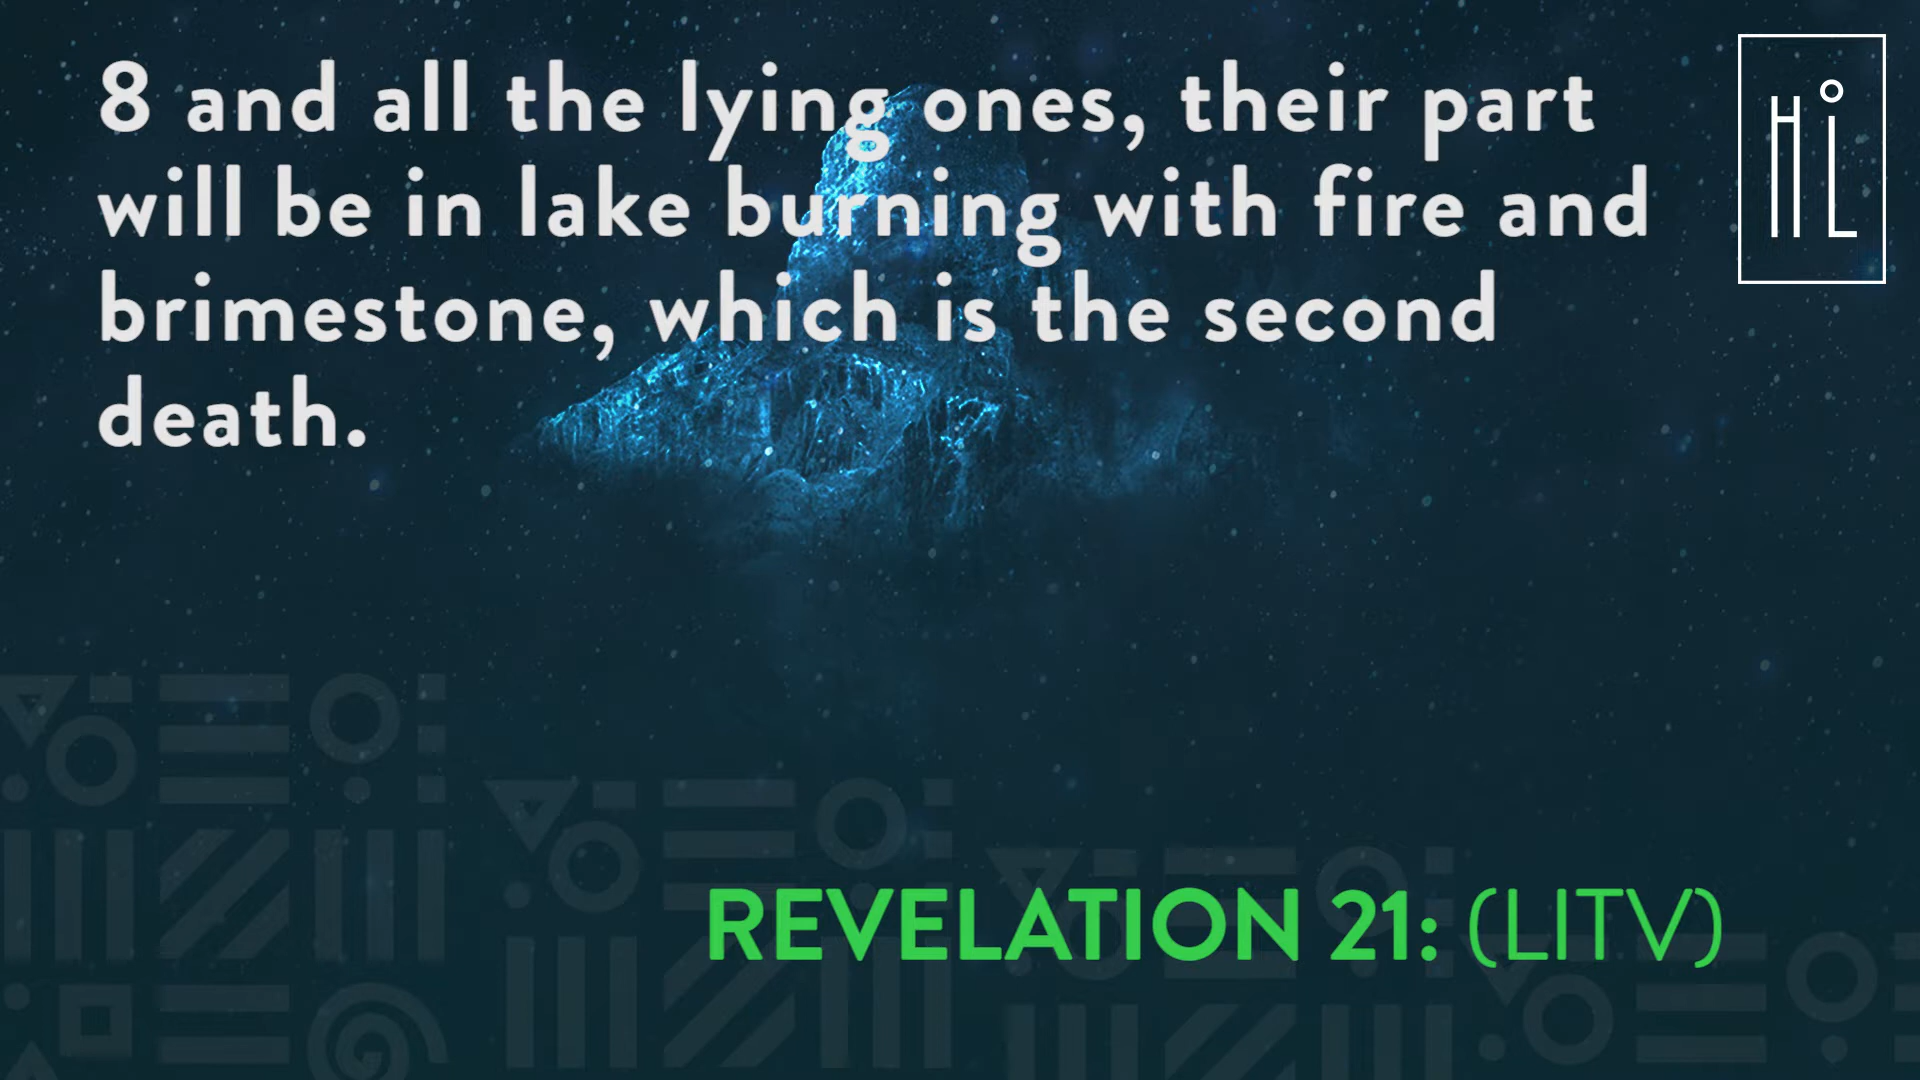 8 and all the lying ones, their part
will be in lake burning with fire and
brimestone, which is the second
death.
HiL
REVELATION 21: (LITV)